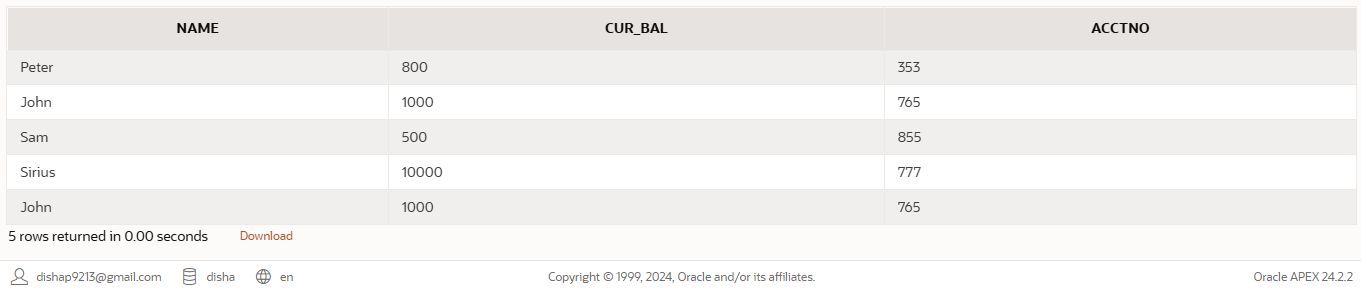 NAME CUR_BAL ACCTNO
Peter 800 353
John 1000 765
Sam 500 855
Sirius 10000 777
John 1000 765
5 rows returned in 0.00 seconds Download
dishap9213@gmail.com disha en Copyright © 1999, 2024, Oracle and/or its affiliates. Oracle APEX 24.2.2